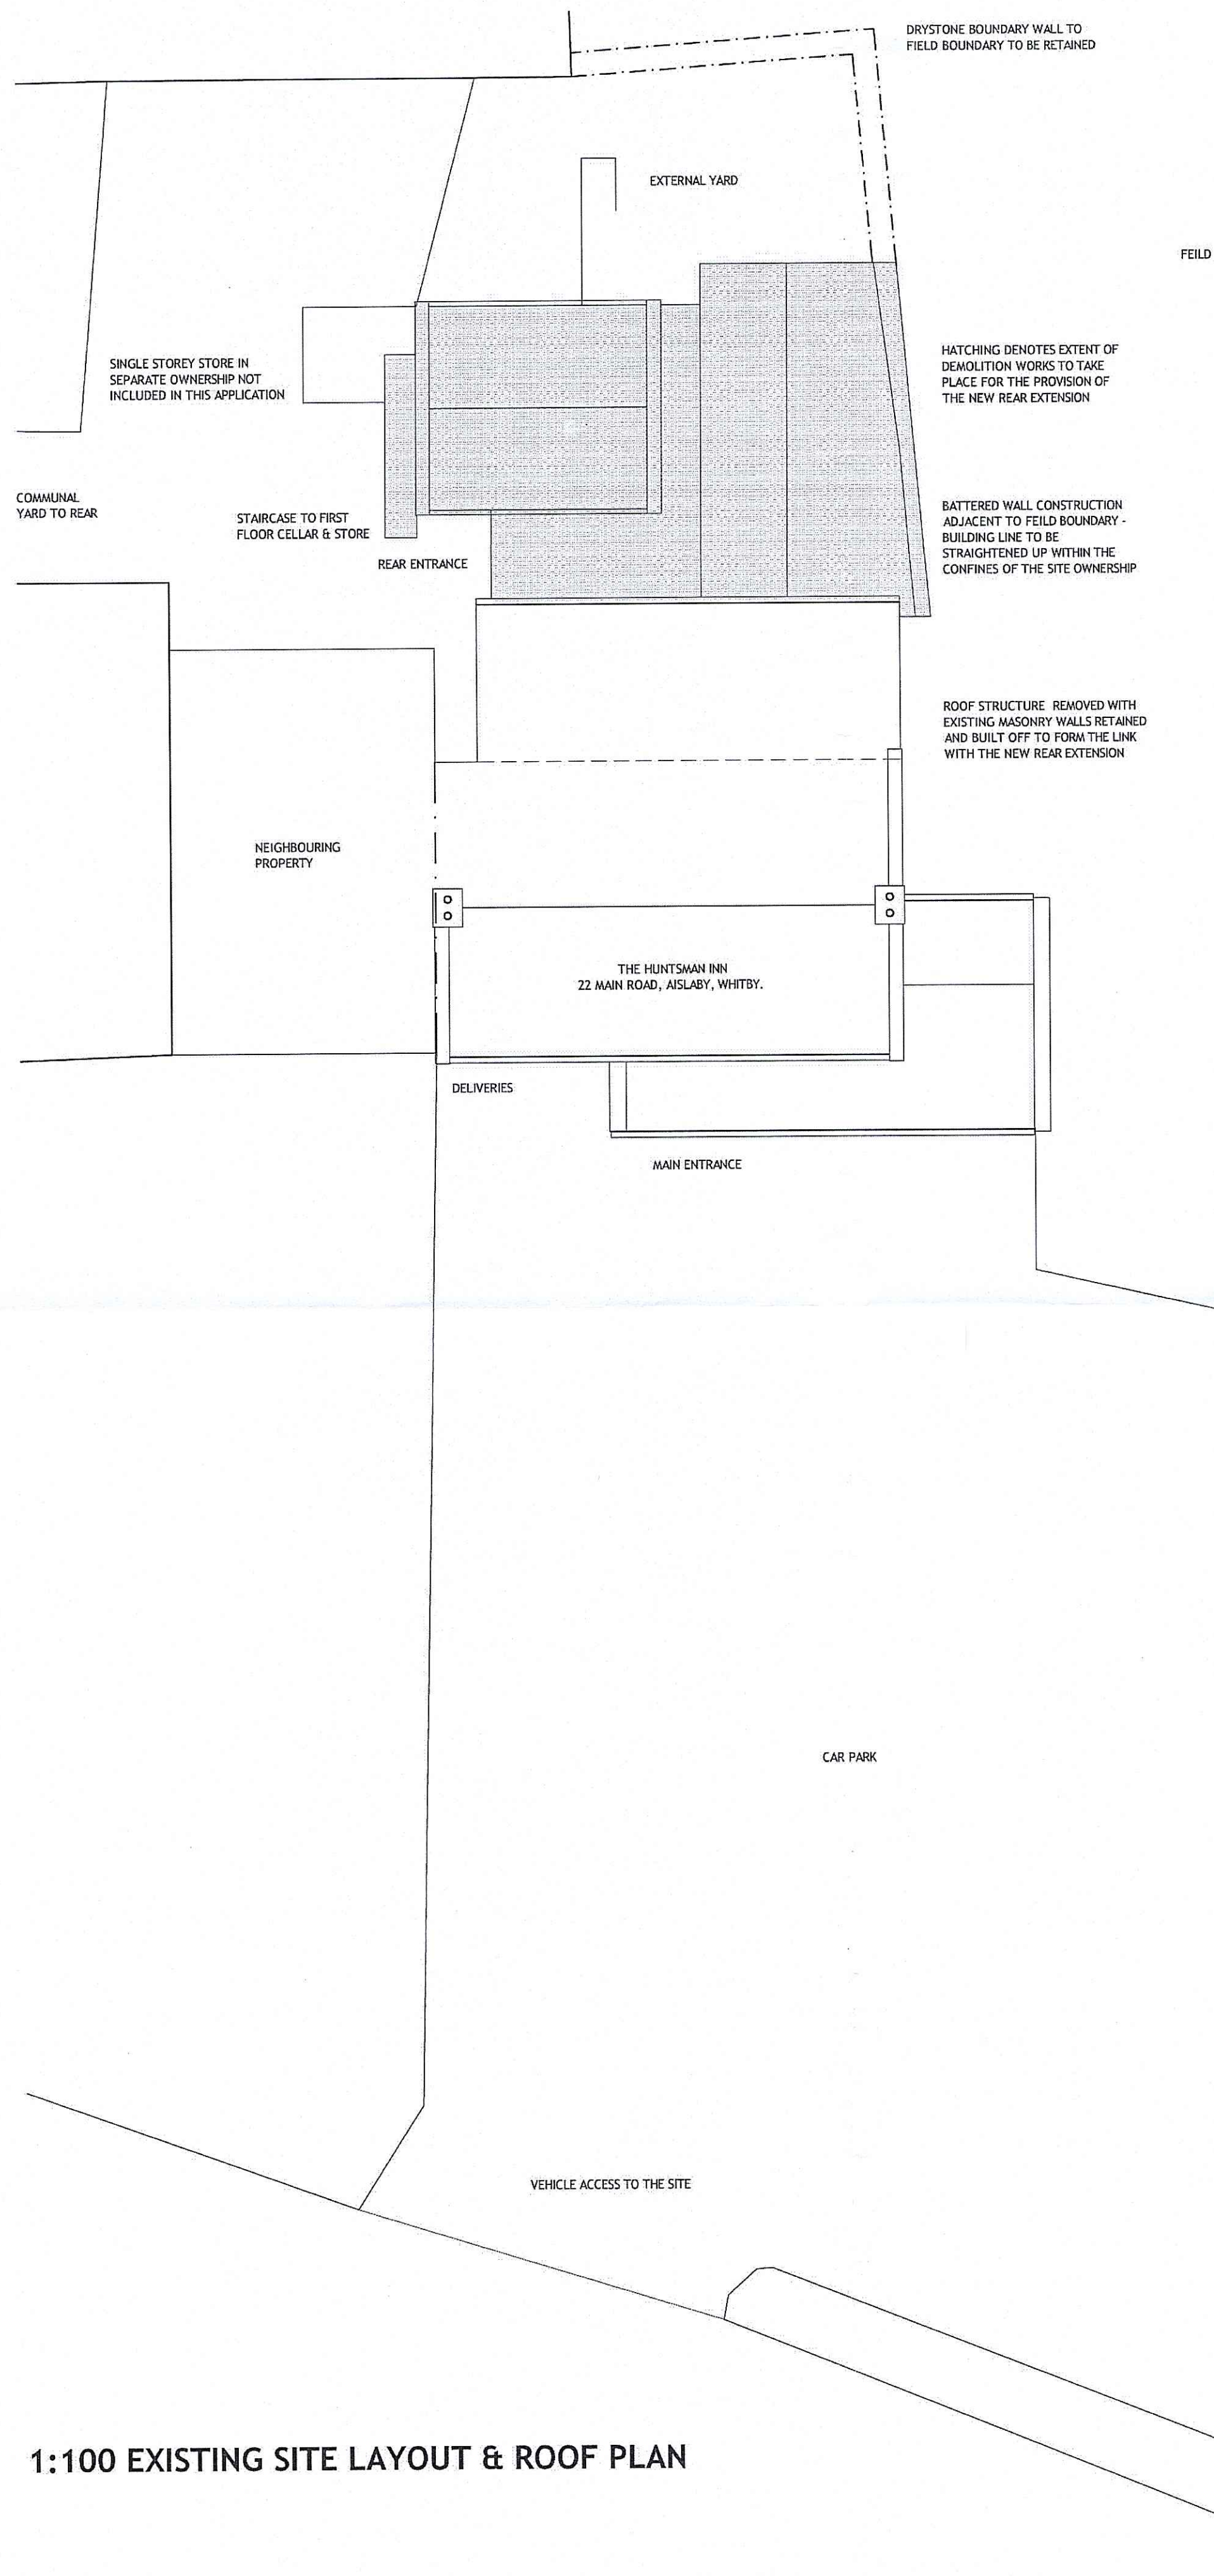 DRYSTONE BOUNDARY WALL TO
FIELD BOUNDARY TO BE RETAINED
EXTERNAL YARD
FEILD
SINGLE STOREY STORE IN
SEPARATE OWNERSHIP NOT
INCLUDED IN THIS APPLICATION
HATCHING DENOTES EXTENT OF
DEMOLITION WORKS TO TAKE
PLACE FOR THE PROVISION OF
THE NEW REAR EXTENSION
COMMUNAL
YARD TO REAR
STAIRCASE TO FIRST
FLOOR CELLAR & STORE
REAR ENTRANCE
BATTERED WALL CONSTRUCTION
ADJACENT TO FEILD BOUNDARY -
BUILDING LINE TO BE
STRAIGHTENED UP WITHIN THE
CONFINES OF THE SITE OWNERSHIP
ROOF STRUCTURE REMOVED WITH
EXISTING MASONRY WALLS RETAINED
AND BUILT OFF TO FORM THE LINK
WITH THE NEW REAR EXTENSION
NEIGHBOURING
PROPERTY
THE HUNTSMAN INN
22 MAIN ROAD, AISLABY, WHITBY.
DELIVERIES
MAIN ENTRANCE
CAR PARK
VEHICLE ACCESS TO THE SITE
1:100 EXISTING SITE LAYOUT & ROOF PLAN